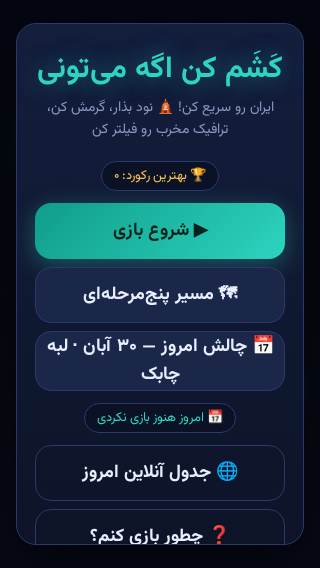 کَشَم کن اگه می‌تونی
ایران رو سریع کن! 🚨 نود بذار، گرمش کن،
ترافیک مخرب رو فیلتر کن
🏆 بهترین رکورد: ۰
▶ شروع بازی
🗺 مسیر پنج‌مرحله‌ای
📅 چالش امروز — ۳۰ آبان · لبه
چابک
📅 امروز هنوز بازی نکردی
🌐 جدول آنلاین امروز
❓ چطور بازی کنم؟